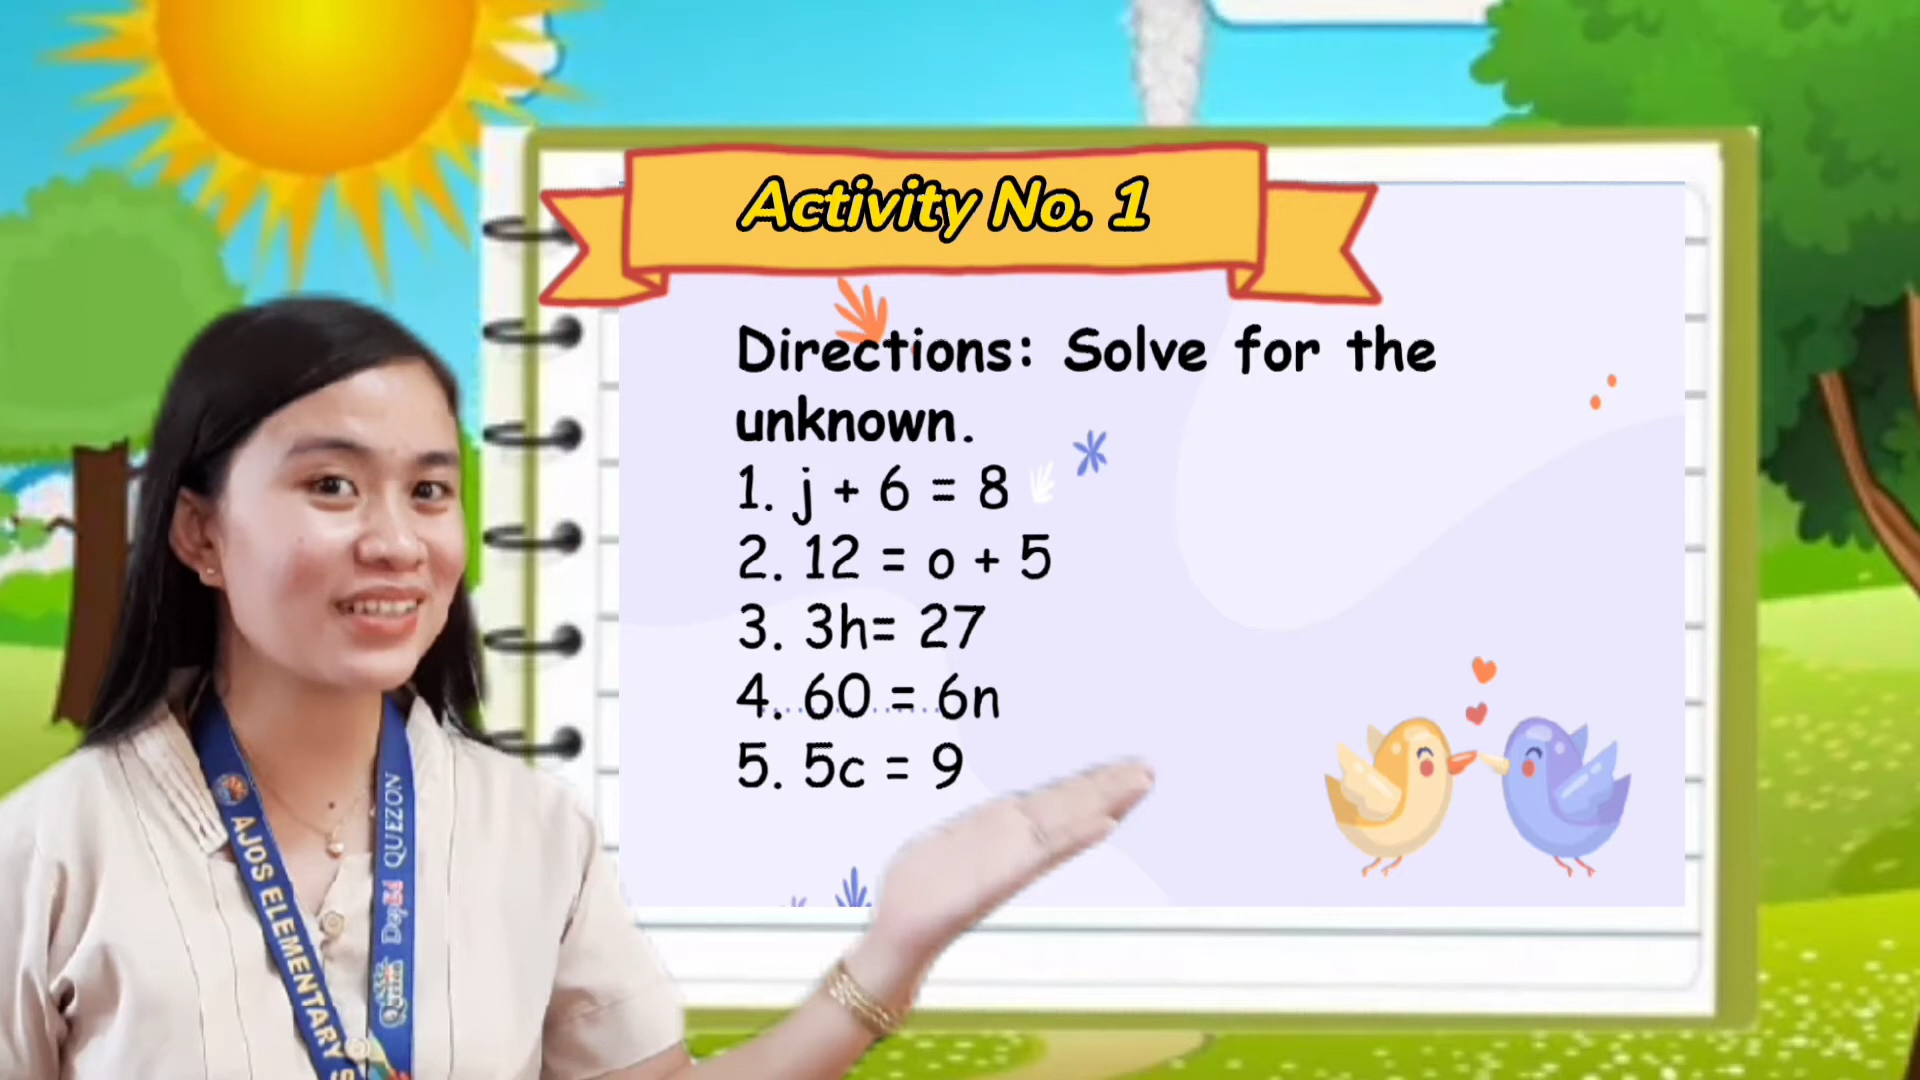 Activity No. 1
Directions: Solve for the
unknown.
1. j + 6 = 8
2. 12 = o + 5
3. 3h= 27
4. 60 = 6n
5. 5c = 9
AJOS ELEMENTARY S
DepEd QUEZON